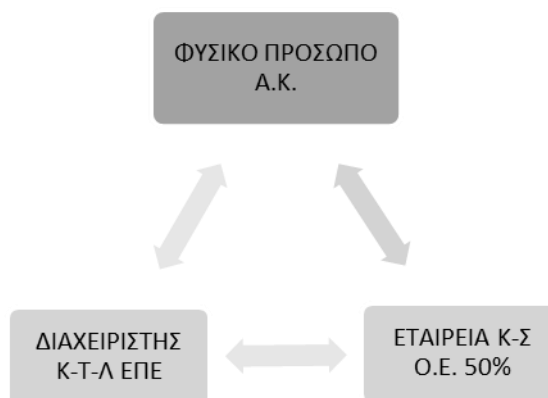 ΦΥΣΙΚΟ ΠΡΟΣΩΠΟ
Α.Κ.
ΔΙΑΧΕΙΡΙΣΤΗΣ
Κ-Τ-Λ ΕΠΕ
ΕΤΑΙΡΕΙΑ Κ-Σ
Ο.Ε. 50%